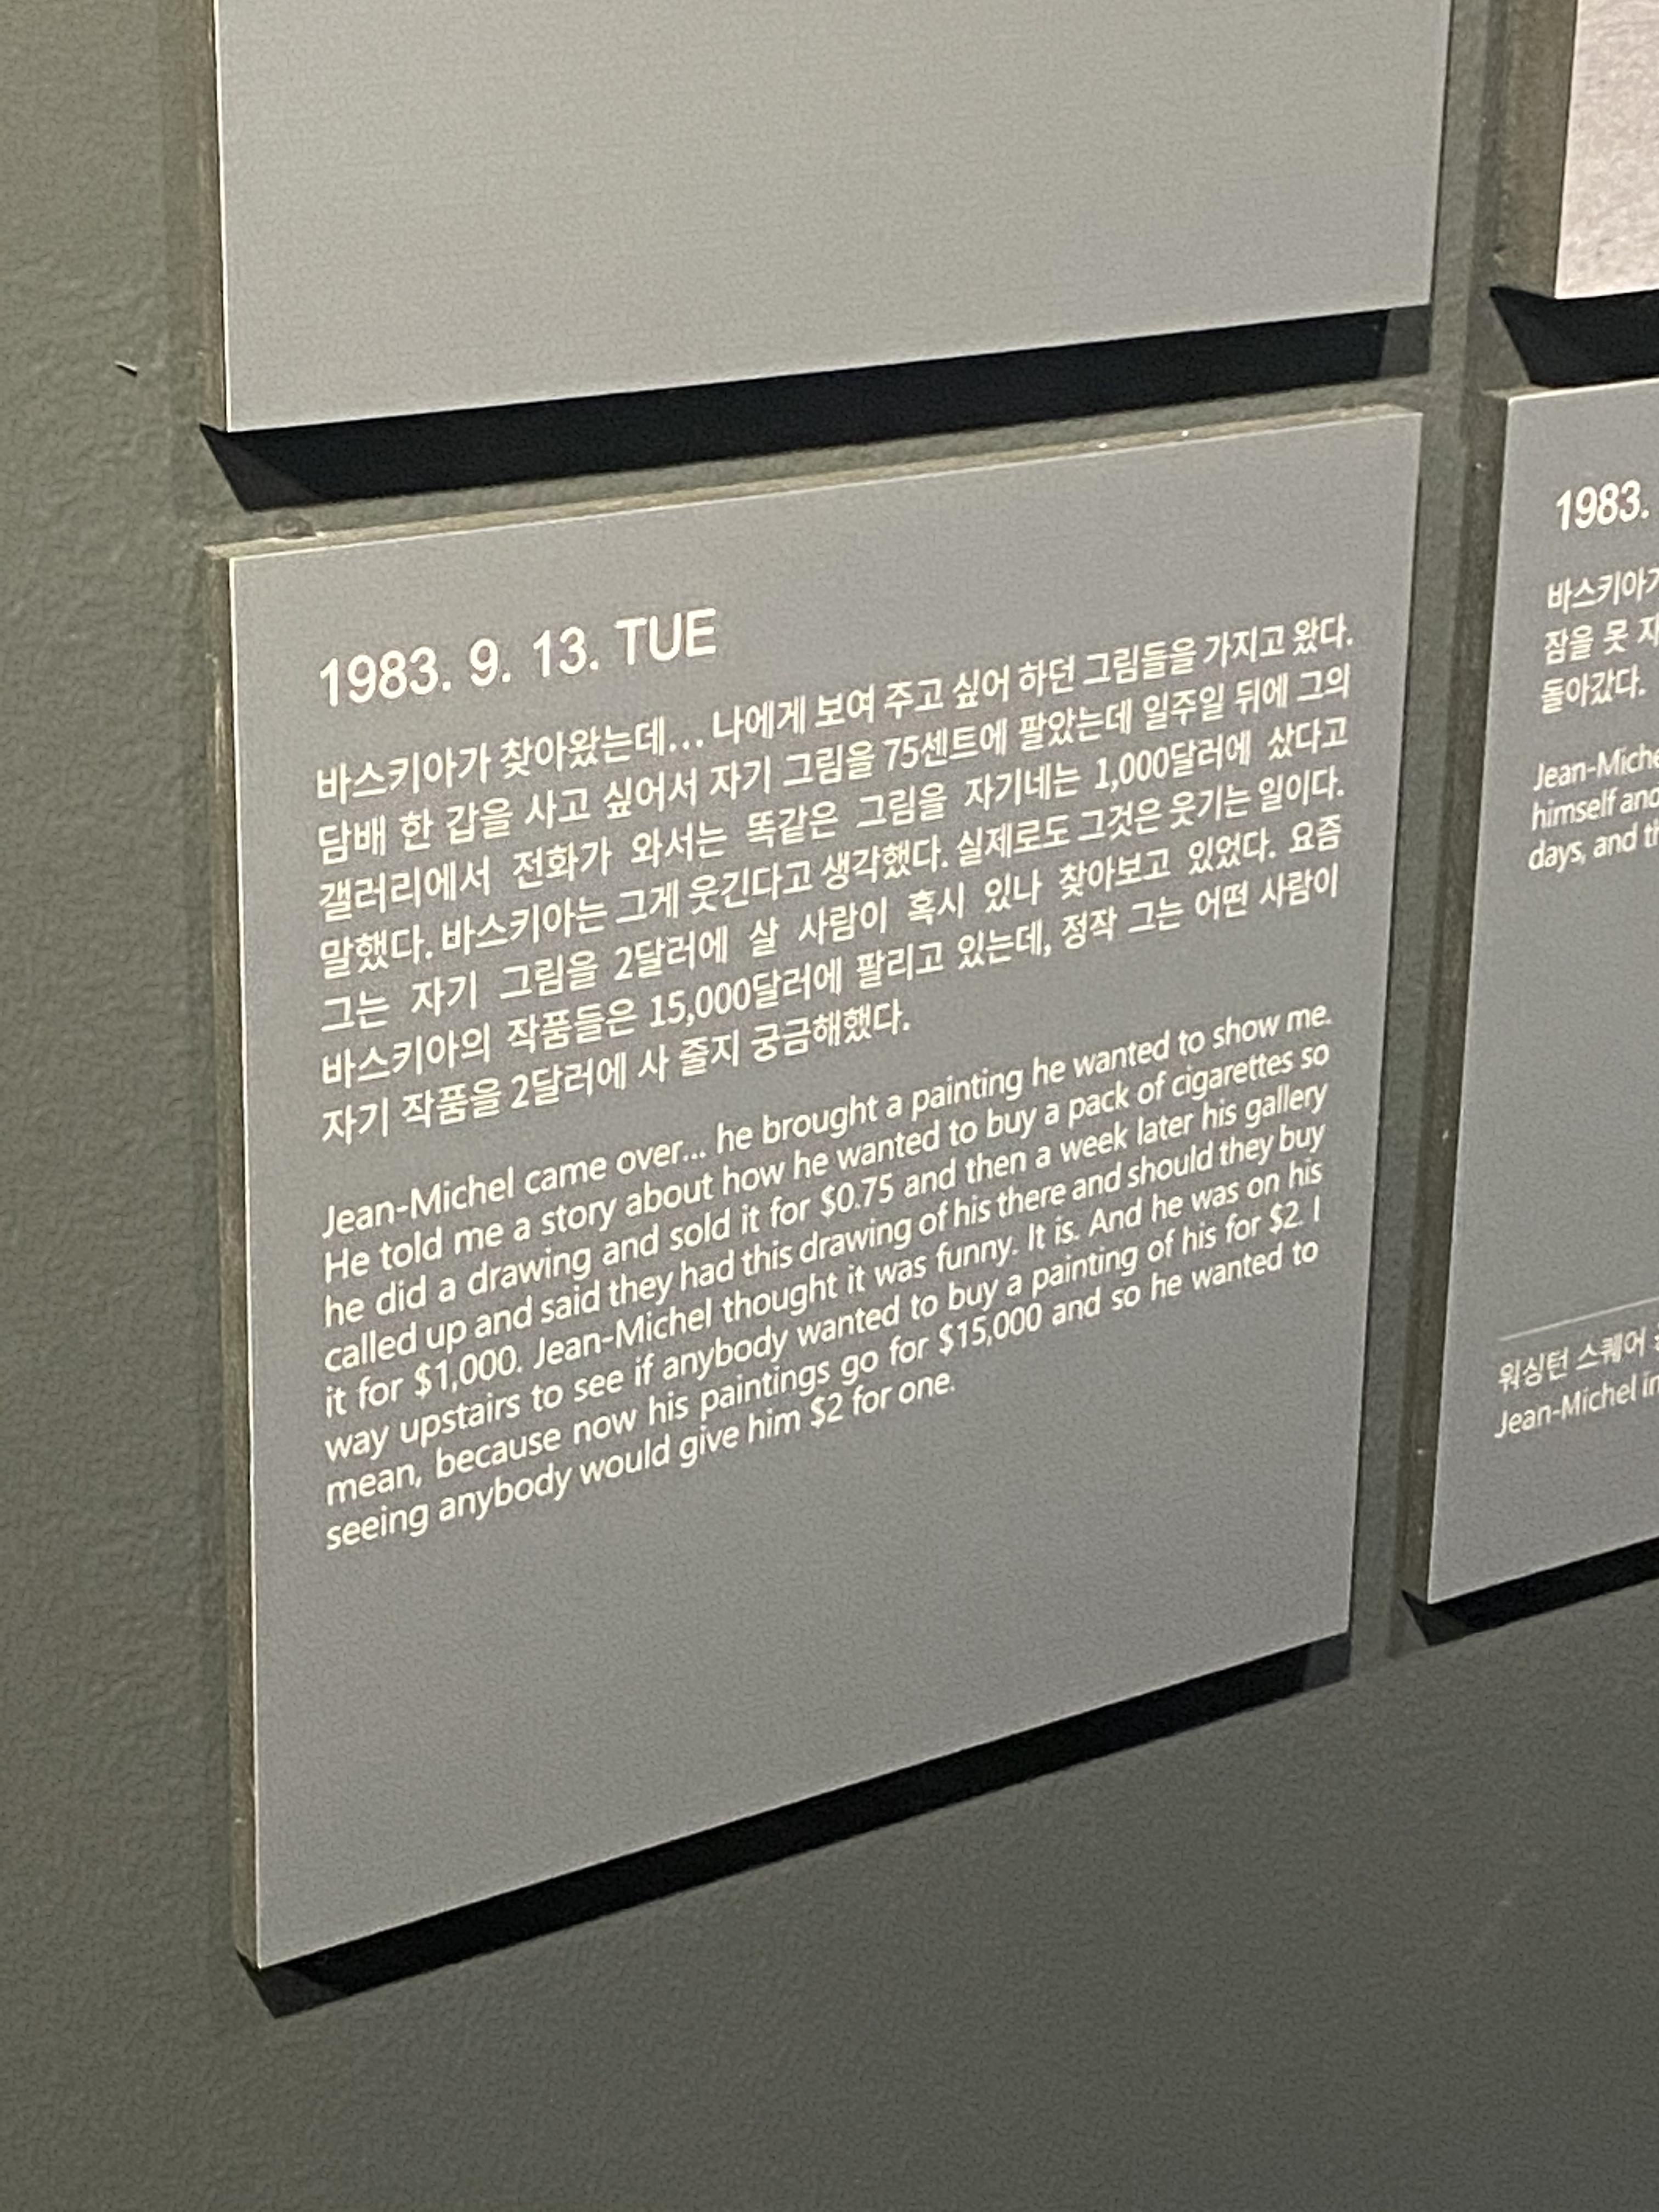 1983. 9. 13. TUE
바스키아가 찾아왔는데... 나에게 보여 주고 싶어 하던 그림들을 가지고 왔다.
담배 한 갑을 사고 싶어서 자기 그림을 75센트에 팔았는데 일주일 뒤에 그의
갤러리에서 전화가 와서는 똑같은 그림을 자기네는 1,000달러에 샀다고
말했다. 바스키아는 그게 웃긴다고 생각했다. 실제로도 그것은 웃기는 일이다.
그는 자기 그림을 2달러에 살 사람이 혹시 있나 찾아보고 있었다. 요즘
바스키아의 작품들은 15,000달러에 팔리고 있는데, 정작 그는 어떤 사람이
자기 작품을 2달러에 사 줄지 궁금해했다.
Jean-Michel came over... he brought a painting he wanted to show me.
He told me a story about how he wanted to buy a pack of cigarettes so
he did a drawing and sold it for $0.75 and then a week later his gallery
called up and said they had this drawing of his there and should they buy
it for $1,000. Jean-Michel thought it was funny. It is. And he was on his
way upstairs to see if anybody wanted to buy a painting of his for $2. I
mean, because now his paintings go for $15,000 and so he wanted to
seeing anybody would give him $2 for one.
1983.
바스키아가
잠을 못
돌아갔다.
himself and
days, and
워싱턴 스퀘어
Jean-Michel in